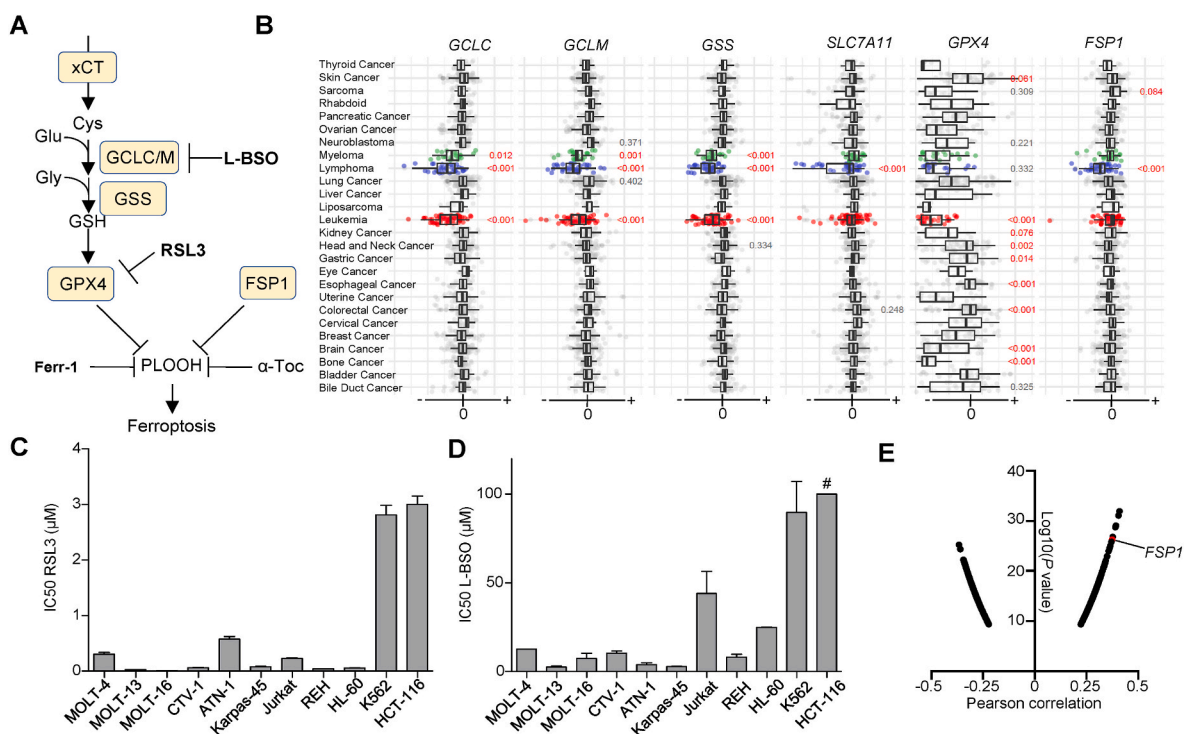 A
xCT
Cys
Glu
GCLC/M
L-BSO
Gly
GSS
GSH
RSL3
GPX4
FSP1
Ferr-1
PLOOH
α-Toc
Ferroptosis
B
GCLC GCLM GSS SLC7A11 GPX4 FSP1
Thyroid Cancer
Skin Cancer 0.061
Sarcoma 0.309 0.064
Rhabdoid
Pancreatic Cancer
Ovarian Cancer
Neuroblastoma 0.371 0.221
Myeloma 0.012 0.001 <0.001
Lymphoma <0.001 <0.001 <0.001 <0.001 0.332 <0.001
Lung Cancer 0.402
Liver Cancer
Liposarcoma
Leukemia <0.001 <0.001 <0.001 <0.001
Kidney Cancer 0.076
Head and Neck Cancer 0.334 0.002
Gastric Cancer 0.014
Eye Cancer
Esophageal Cancer <0.001
Uterine Cancer
Colorectal Cancer 0.248 <0.001
Cervical Cancer
Breast Cancer
Brain Cancer <0.001
Bone Cancer <0.001
Bladder Cancer
Bile Duct Cancer 0.325
- + - + - + - + - + - +
0 0 0 0 0 0
C
IC50 RSL3 (µM)
4
3
2
1
0
MOLT-4
MOLT-13
MOLT-16
CTV-1
ATN-1
Karpas-45
Jurkat
REH
HL-60
K562
HCT-116
D
IC50 L-BSO (µM)
100
50
0
#
MOLT-4
MOLT-13
MOLT-16
CTV-1
ATN-1
Karpas-45
Jurkat
REH
HL-60
K562
HCT-116
E
40
30
20
10
Log10(P value)
FSP1
-0.5 -0.25 0 0.25 0.5
Pearson correlation